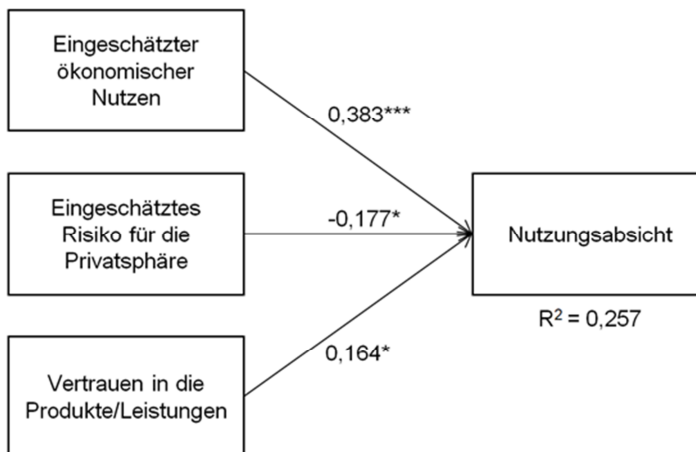 Eingeschätzter
ökonomischer
Nutzen
0,383***
Eingeschätztes
Risiko für die
Privatsphäre
-0,177*
Nutzungsabsicht
R² = 0,257
0,164*
Vertrauen in die
Produkte/Leistungen